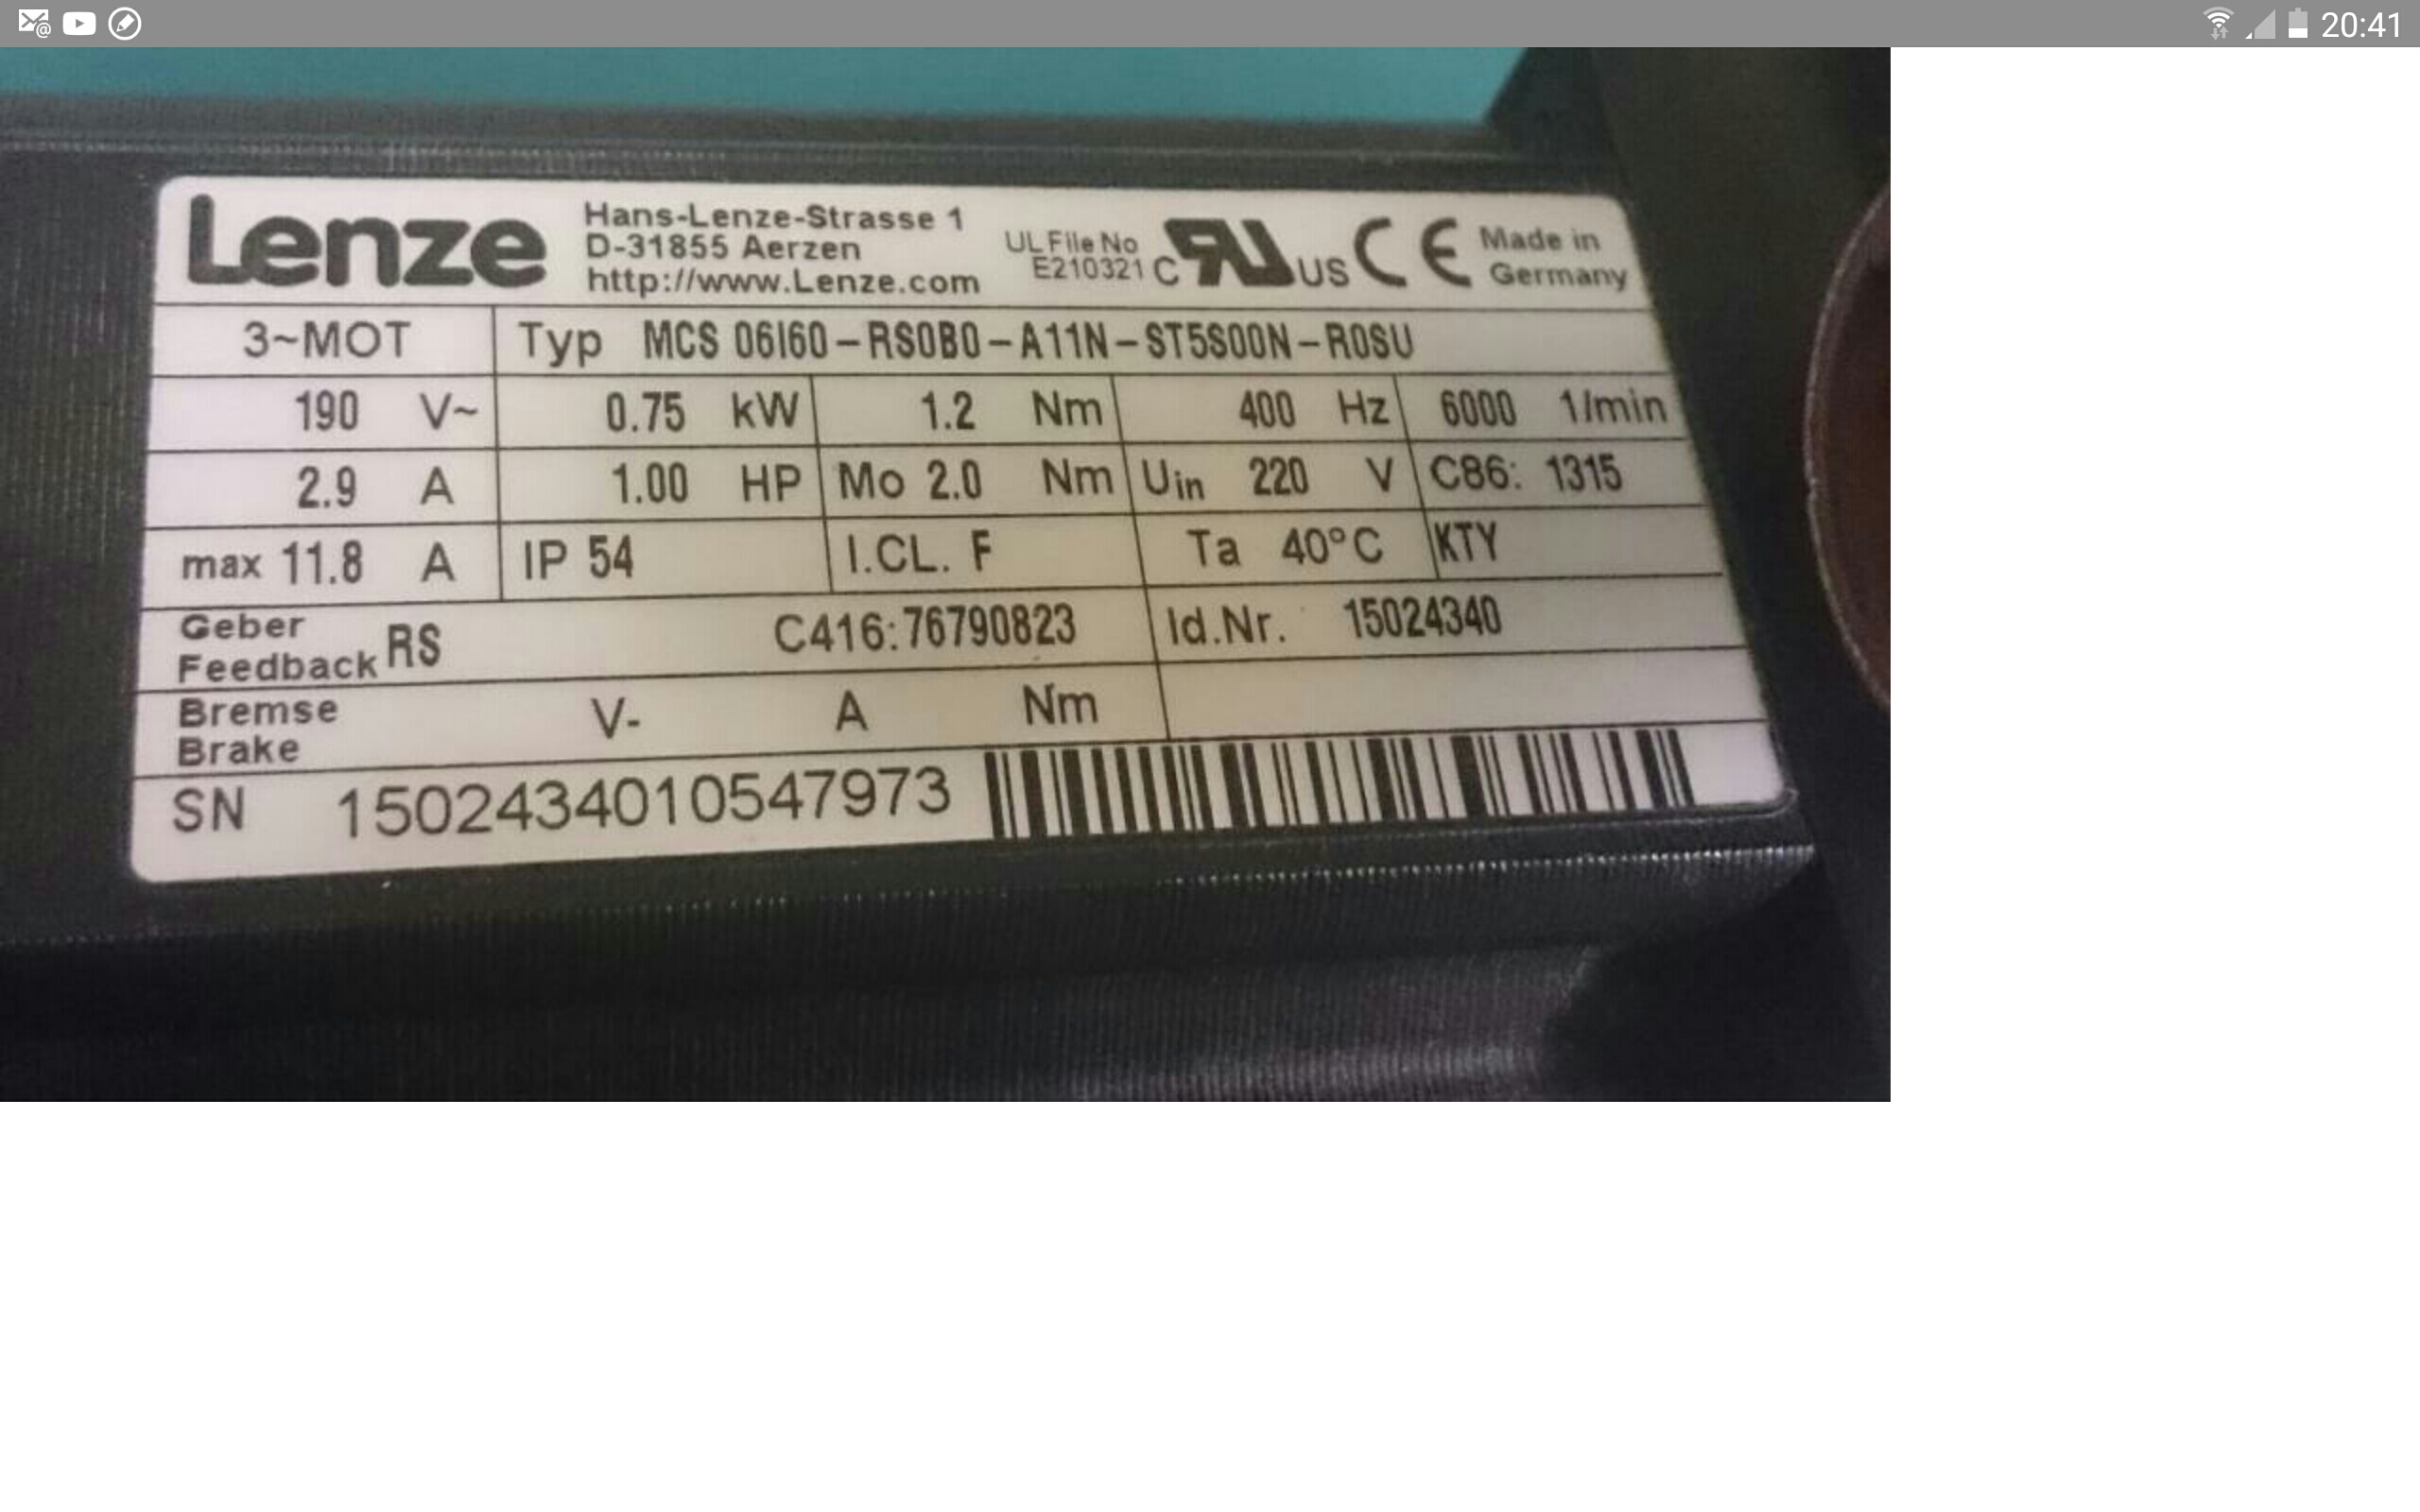 20:41
Lenze
Hans-Lenze-Strasse 1
D-31855 Aerzen
http://www.Lenze.com
UL File No
E210321
C RU US CE
Made in
Germany
3~MOT Typ MCS 06I60-RS0B0-A11N-ST5S00N-R0SU
190 V~ 0.75 kW 1.2 Nm 400 Hz 6000 1/min
2.9 A 1.00 HP Mo 2.0 Nm Uin 220 V C86: 1315
max 11.8 A IP 54 I.CL. F Ta 40°C KTY
Geber
Feedback RS C416:76790823 Id.Nr. 15024340
Bremse
Brake V- A Nm
SN 1502434010547973